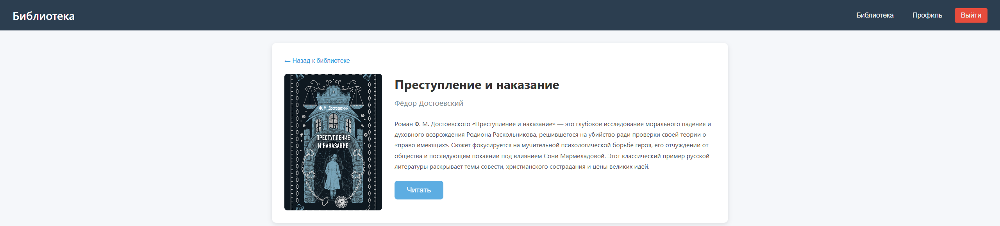 Библиотека
Библиотека Профиль Выйти
← Назад к библиотеке
Ф. М. Достоевский
ПРЕСТУПЛЕНИЕ
И НАКАЗАНИЕ
Преступление и наказание
Фёдор Достоевский
Роман Ф. М. Достоевского «Преступление и наказание» — это глубокое исследование морального падения и
духовного возрождения Родиона Раскольникова, решившегося на убийство ради проверки своей теории о
«право имеющих». Сюжет фокусируется на мучительной психологической борьбе героя, его отчуждении от
общества и последующем покаянии под влиянием Сони Мармеладовой. Этот классический пример русской
литературы раскрывает темы совести, христианского сострадания и цены великих идей.
Читать